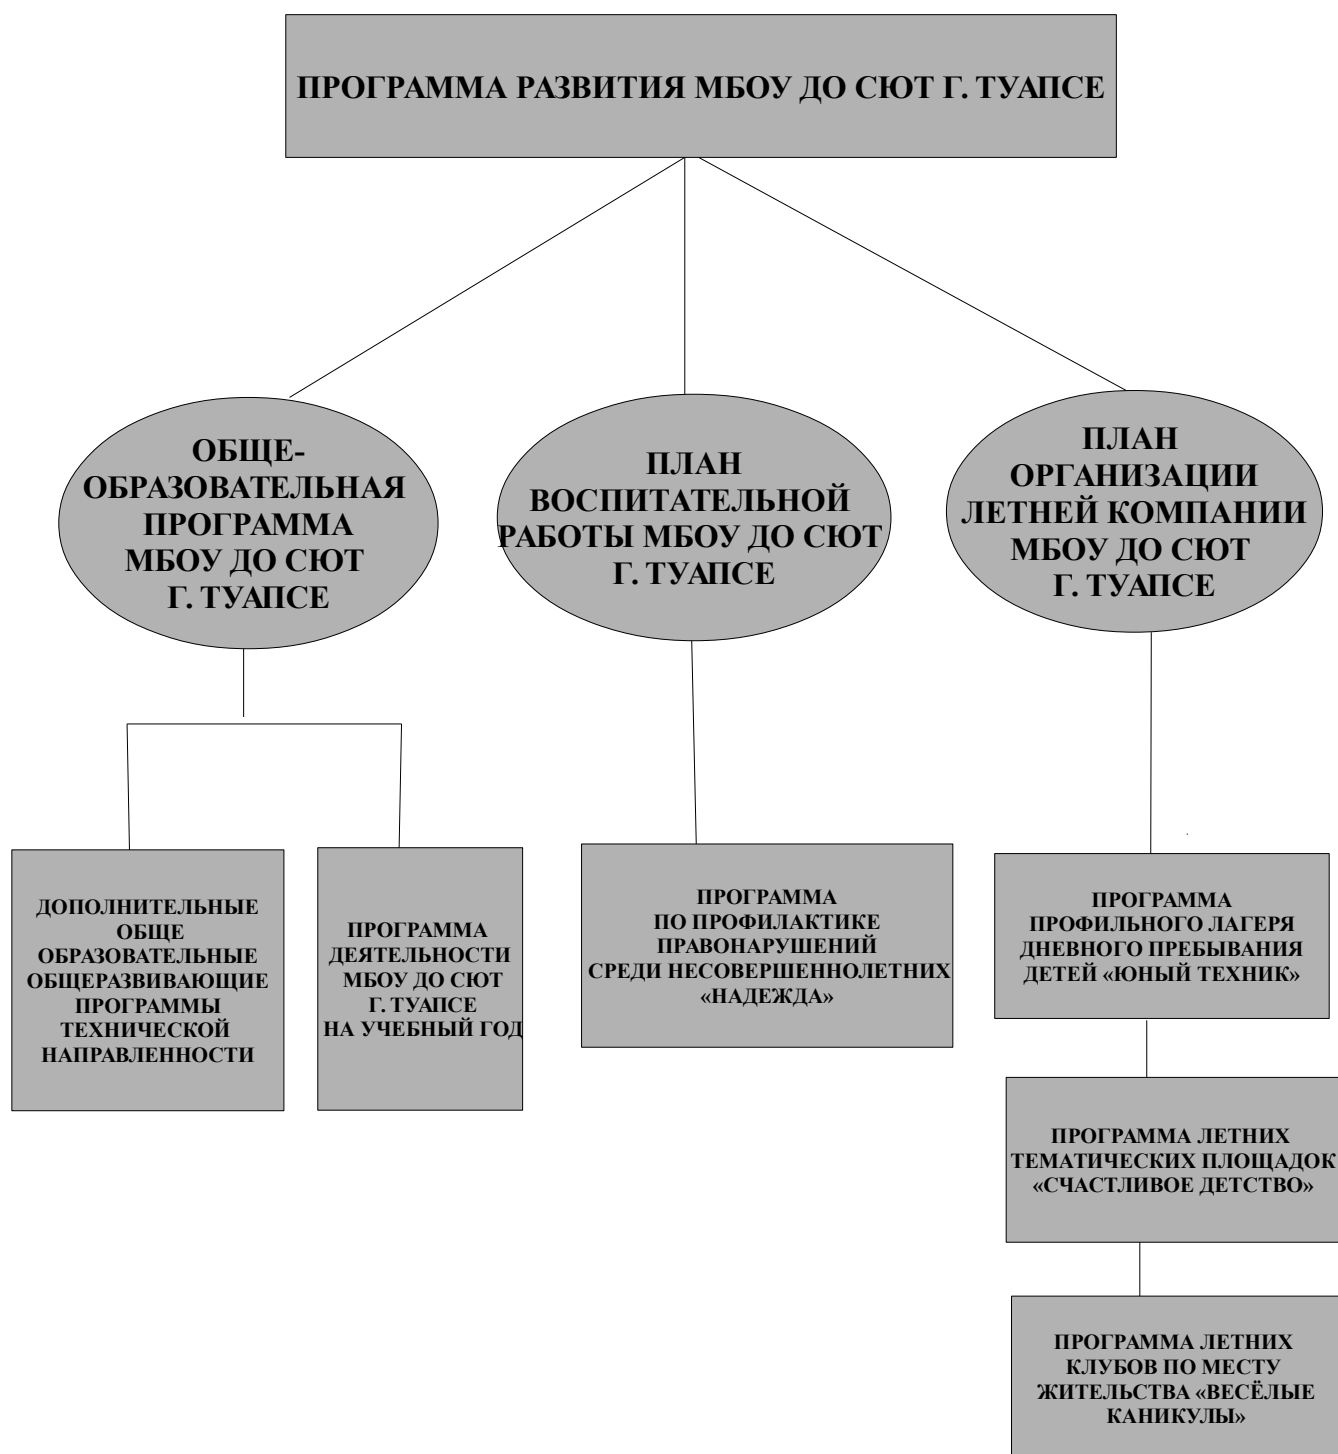 ПРОГРАММА РАЗВИТИЯ МБОУ ДО СЮТ Г. ТУАПСЕ
ОБЩЕ-
ОБРАЗОВАТЕЛЬНАЯ
ПРОГРАММА
МБОУ ДО СЮТ
Г. ТУАПСЕ
ПЛАН
ВОСПИТАТЕЛЬНОЙ
РАБОТЫ МБОУ ДО СЮТ
Г. ТУАПСЕ
ПЛАН
ОРГАНИЗАЦИИ
ЛЕТНЕЙ КОМПАНИИ
МБОУ ДО СЮТ
Г. ТУАПСЕ
ДОПОЛНИТЕЛЬНЫЕ
ОБЩЕ
ОБРАЗОВАТЕЛЬНЫЕ
ОБЩЕРАЗВИВАЮЩИЕ
ПРОГРАММЫ
ТЕХНИЧЕСКОЙ
НАПРАВЛЕННОСТИ
ПРОГРАММА
ДЕЯТЕЛЬНОСТИ
МБОУ ДО СЮТ
Г. ТУАПСЕ
НА УЧЕБНЫЙ ГОД
ПРОГРАММА
ПО ПРОФИЛАКТИКЕ
ПРАВОНАРУШЕНИЙ
СРЕДИ НЕСОВЕРШЕННОЛЕТНИХ
«НАДЕЖДА»
ПРОГРАММА
ПРОФИЛЬНОГО ЛАГЕРЯ
ДНЕВНОГО ПРЕБЫВАНИЯ
ДЕТЕЙ «ЮНЫЙ ТЕХНИК»
ПРОГРАММА ЛЕТНИХ
ТЕМАТИЧЕСКИХ ПЛОЩАДОК
«СЧАСТЛИВОЕ ДЕТСТВО»
ПРОГРАММА ЛЕТНИХ
КЛУБОВ ПО МЕСТУ
ЖИТЕЛЬСТВА «ВЕСЁЛЫЕ
КАНИКУЛЫ»